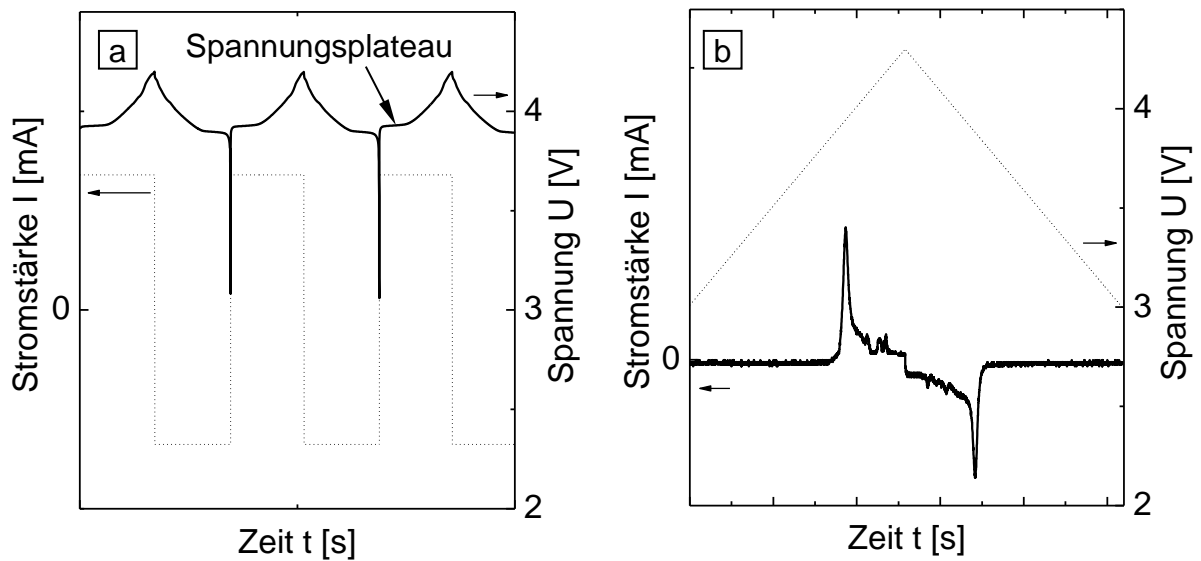 a
Spannungsplateau
Stromstärke I [mA]
0
4
3
2
Spannung U [V]
Zeit t [s]
b
Stromstärke I [mA]
0
4
3
2
Spannung U [V]
Zeit t [s]